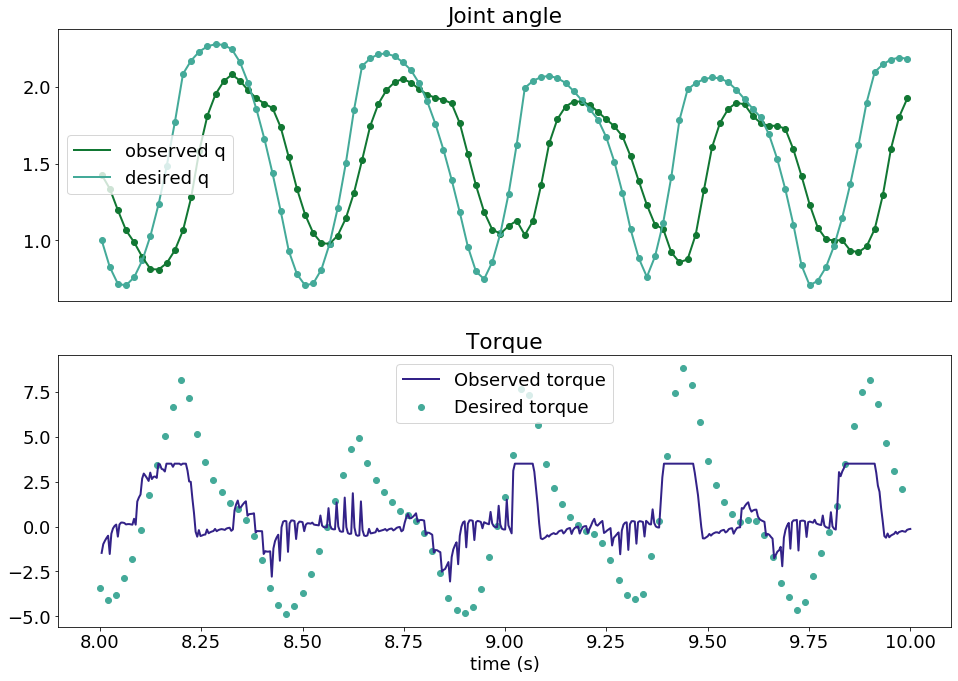 Joint angle
2.0
1.5
1.0
observed q
desired q
Torque
7.5
5.0
2.5
0.0
−2.5
−5.0
Observed torque
Desired torque
8.00 8.25 8.50 8.75 9.00 9.25 9.50 9.75 10.00
time (s)